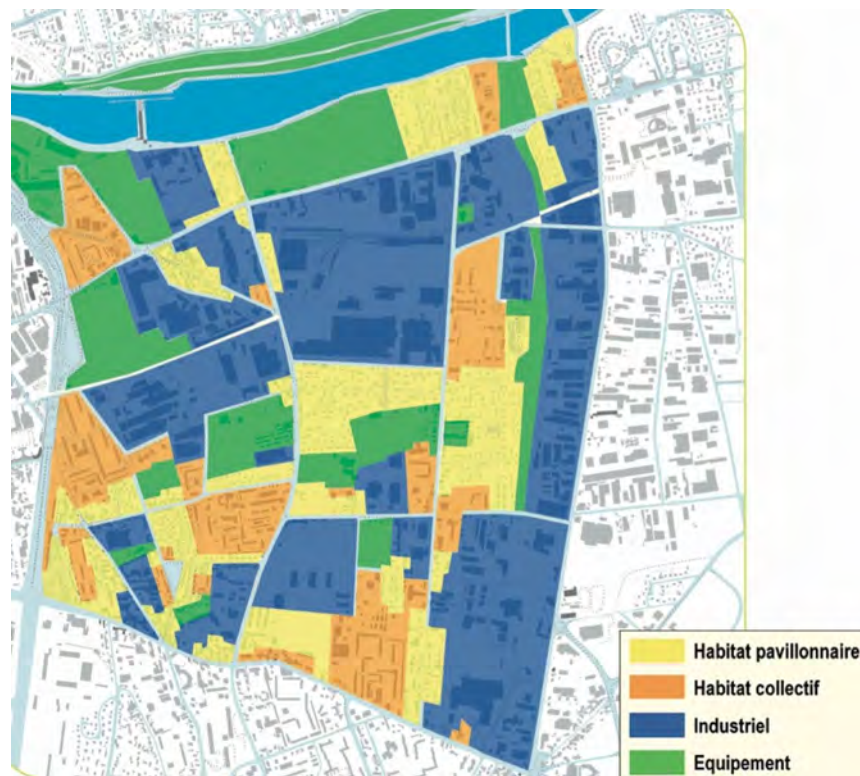 Habitat pavillonnaire
Habitat collectif
Industriel
Equipement